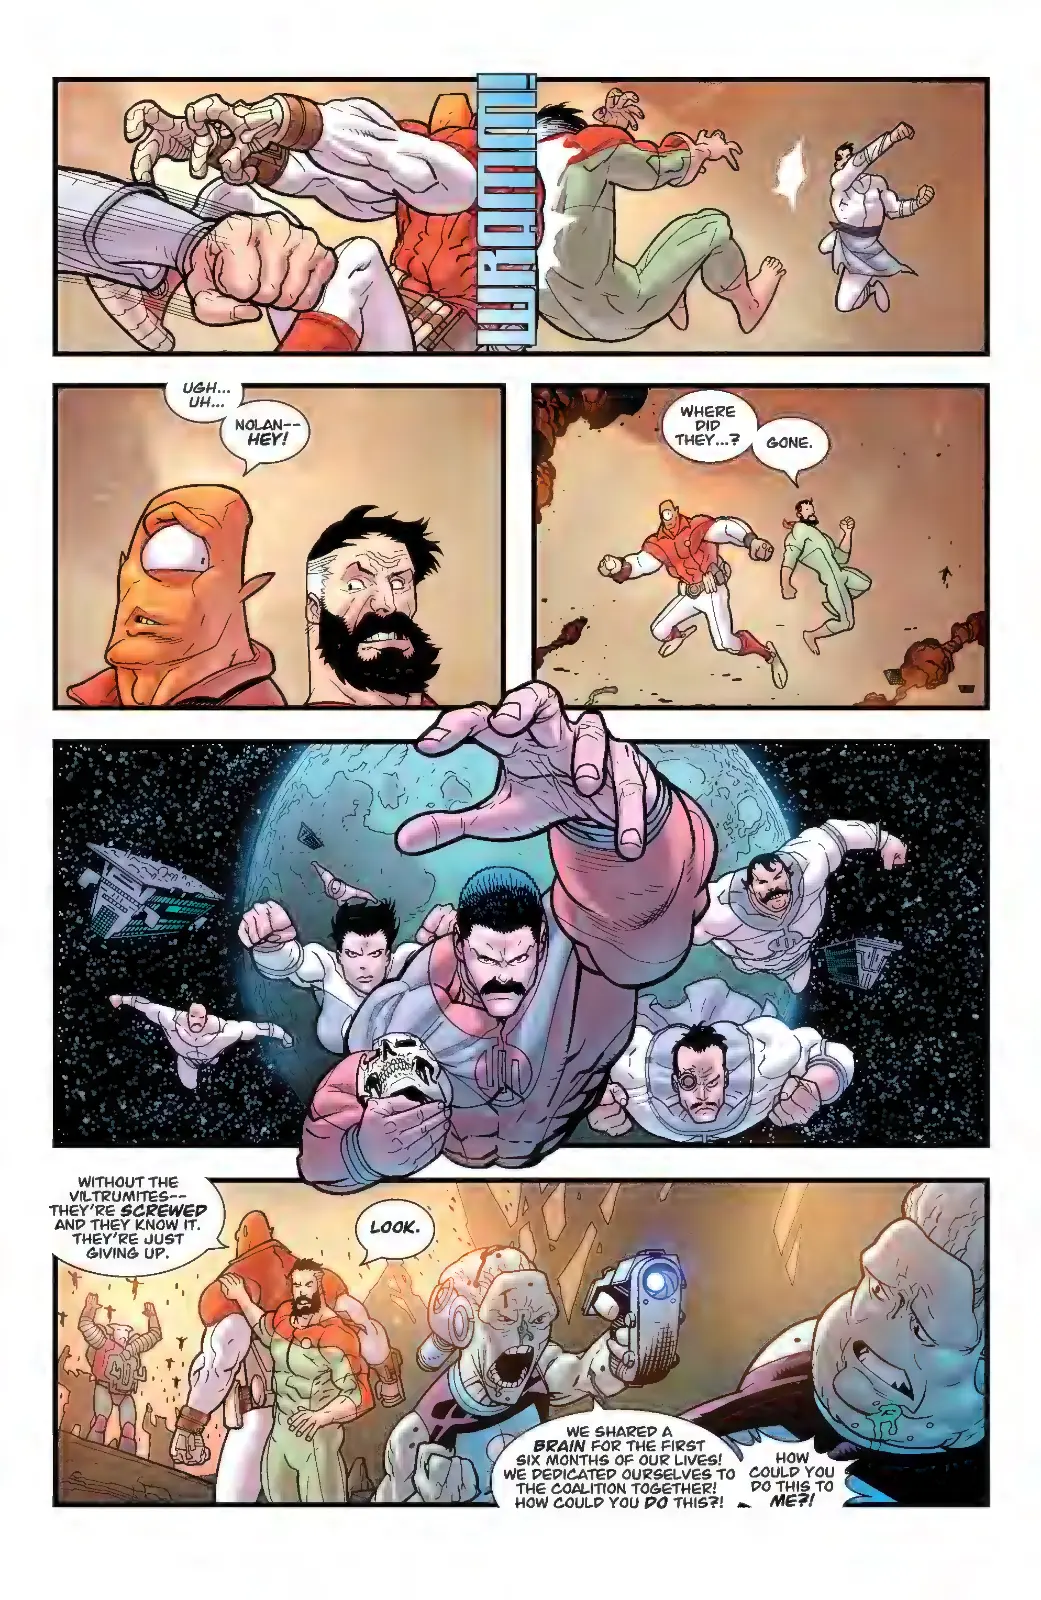 WRAMM!
UGH...
UH...
NOLAN--
HEY!
WHERE
DID
THEY...?
GONE.
WITHOUT THE
VILTRUMITES--
THEY'RE SCREWED
AND THEY KNOW IT.
THEY'RE JUST
GIVING UP.
LOOK.
WE SHARED A
BRAIN FOR THE FIRST
SIX MONTHS OF OUR LIVES!
WE DEDICATED OURSELVES TO
THE COALITION TOGETHER!
HOW COULD YOU DO THIS?!
HOW
COULD YOU
DO THIS TO
ME?!